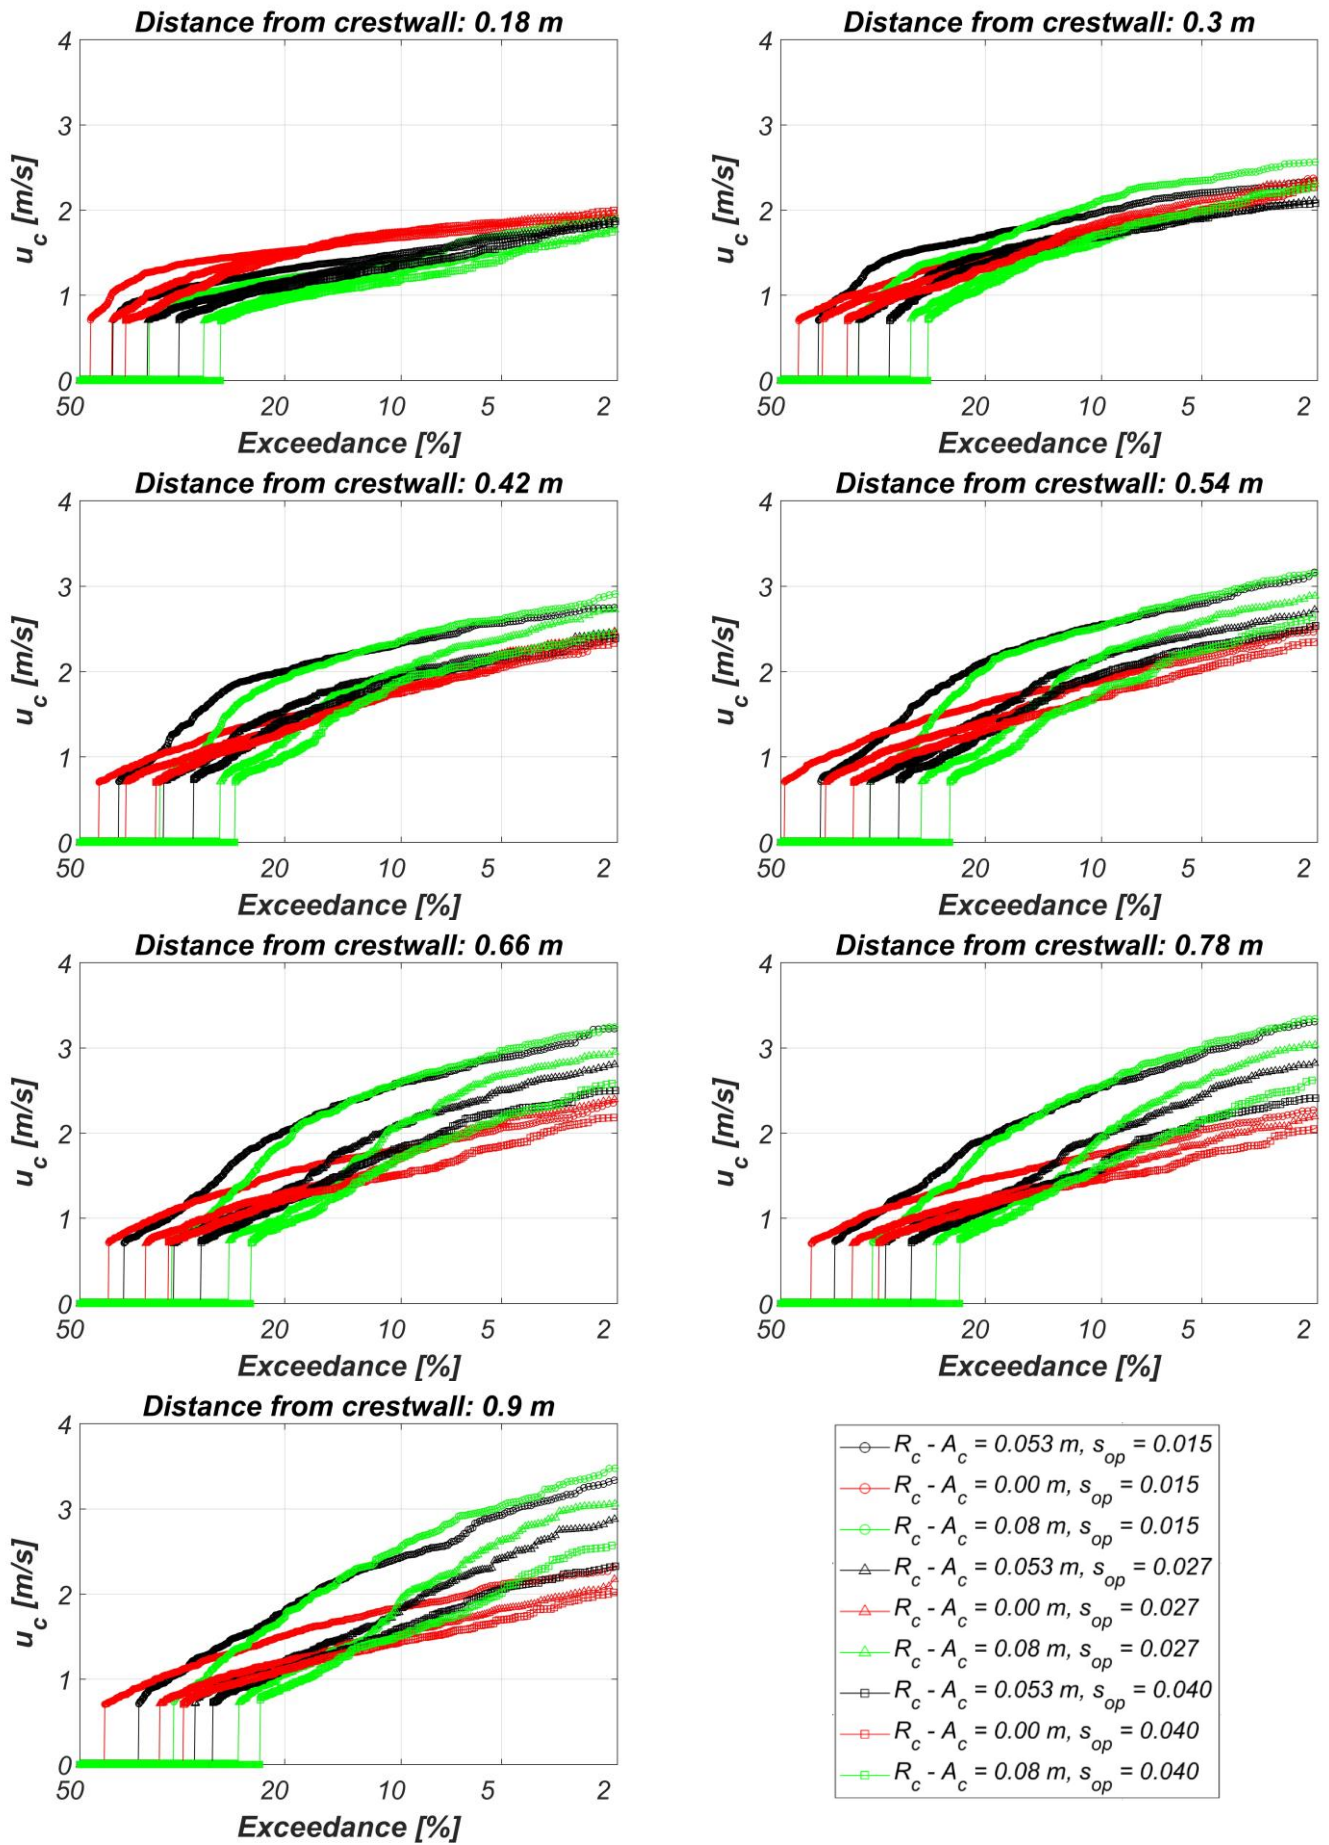 Distance from crestwall: 0.18 m
4
3
2
1
0
u_c [m/s]
50 20 10 5 2
Exceedance [%]
Distance from crestwall: 0.3 m
4
3
2
1
0
u_c [m/s]
50 20 10 5 2
Exceedance [%]
Distance from crestwall: 0.42 m
4
3
2
1
0
u_c [m/s]
50 20 10 5 2
Exceedance [%]
Distance from crestwall: 0.54 m
4
3
2
1
0
u_c [m/s]
50 20 10 5 2
Exceedance [%]
Distance from crestwall: 0.66 m
4
3
2
1
0
u_c [m/s]
50 20 10 5 2
Exceedance [%]
Distance from crestwall: 0.78 m
4
3
2
1
0
u_c [m/s]
50 20 10 5 2
Exceedance [%]
Distance from crestwall: 0.9 m
4
3
2
1
0
u_c [m/s]
50 20 10 5 2
Exceedance [%]
R_c - A_c = 0.053 m, s_op = 0.015
R_c - A_c = 0.00 m, s_op = 0.015
R_c - A_c = 0.08 m, s_op = 0.015
R_c - A_c = 0.053 m, s_op = 0.027
R_c - A_c = 0.00 m, s_op = 0.027
R_c - A_c = 0.08 m, s_op = 0.027
R_c - A_c = 0.053 m, s_op = 0.040
R_c - A_c = 0.00 m, s_op = 0.040
R_c - A_c = 0.08 m, s_op = 0.040